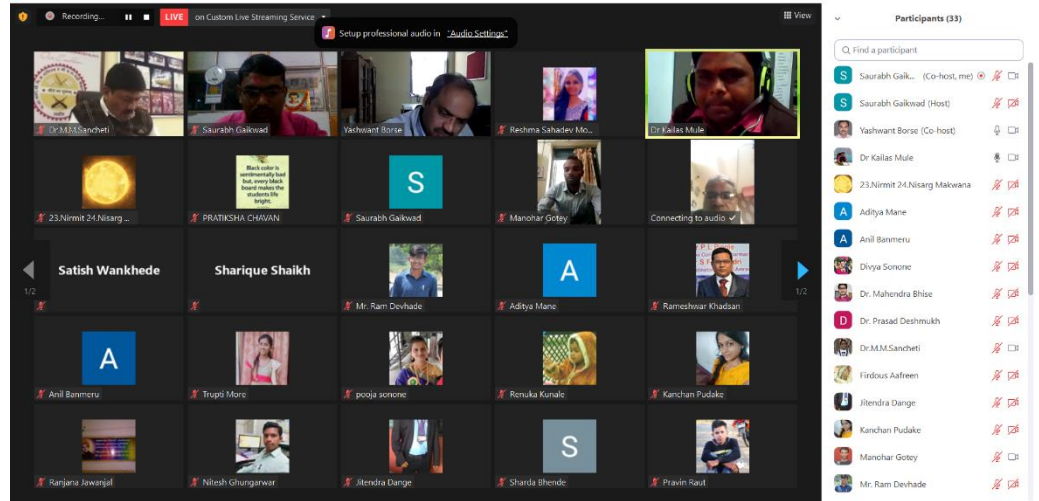 Recording...
LIVE on Custom Live Streaming Service
View
Setup professional audio in "Audio Settings"
Dr.M.M.Sancheti
Saurabh Gaikwad
Yashwant Borse
Reshma Sahadev Mo...
Dr Kailas Mule
23.Nirmit 24.Nisarg ...
Black color is
sentimentally bad
but, every black
board makes the
students life
bright.
PRATIKSHA CHAVAN
S
Saurabh Gaikwad
Manohar Gotey
Connecting to audio
1/2
Satish Wankhede
Sharique Shaikh
Mr. Ram Devhade
A
Aditya Mane
Rameshwar Khadsan
1/2
A
Anil Banmeru
Trupti More
pooja sonone
Renuka Kunale
Kanchan Pudake
Ranjana Jawanjal
Nitesh Ghungarwar
Jitendra Dange
S
Sharda Bhende
Pravin Raut
Participants (33)
Find a participant
S Saurabh Gaik... (Co-host, me)
S Saurabh Gaikwad (Host)
Yashwant Borse (Co-host)
Dr Kailas Mule
23.Nirmit 24.Nisarg Makwana
A Aditya Mane
A Anil Banmeru
Divya Sonone
Dr. Mahendra Bhise
D Dr. Prasad Deshmukh
Dr.M.M.Sancheti
Firdous Aafreen
Jitendra Dange
Kanchan Pudake
Manohar Gotey
Mr. Ram Devhade